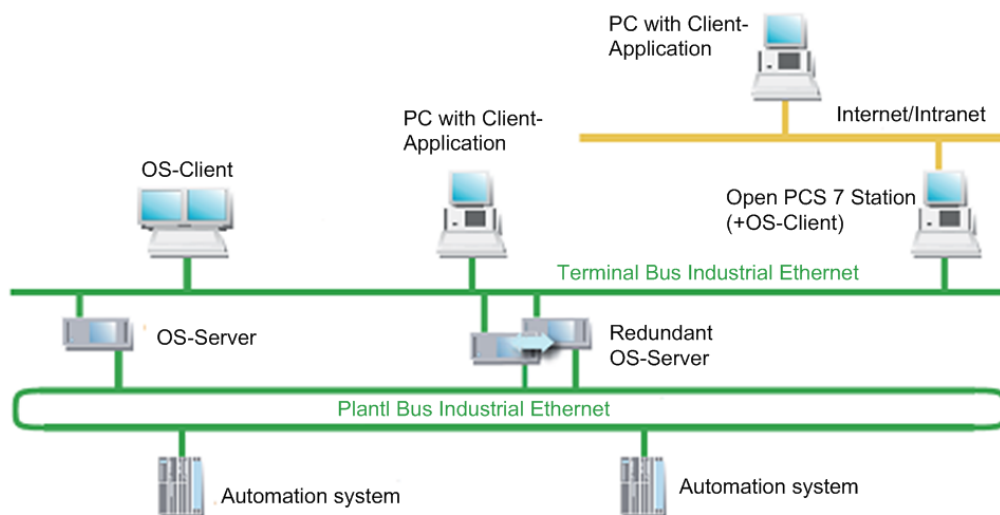 PC with Client-
Application
Internet/Intranet
PC with Client-
Application
OS-Client
Open PCS 7 Station
(+OS-Client)
Terminal Bus Industrial Ethernet
OS-Server
Redundant
OS-Server
Plantl Bus Industrial Ethernet
Automation system
Automation system